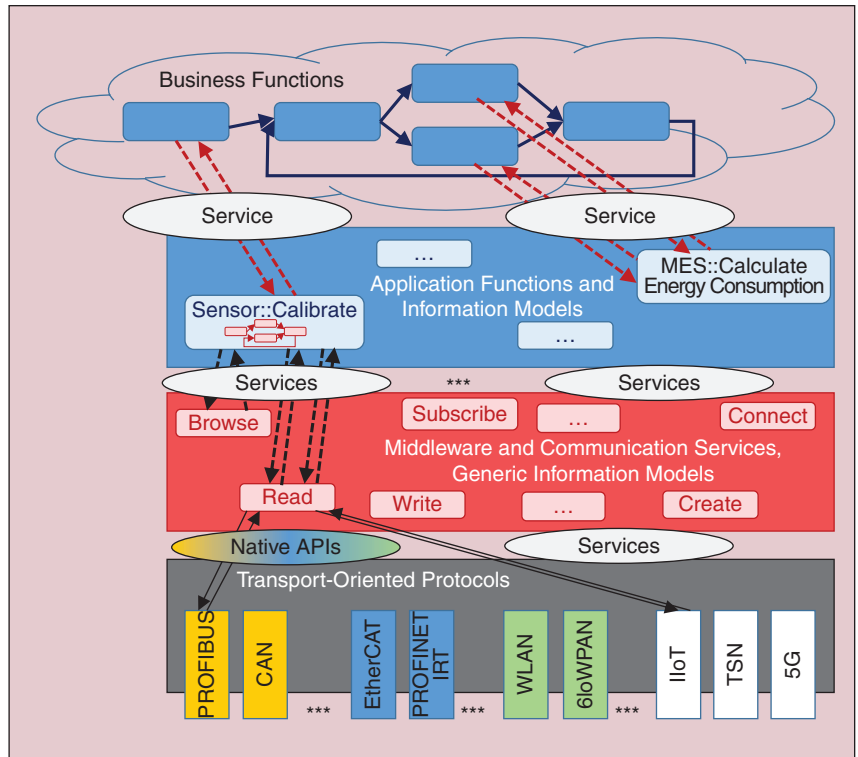 Business Functions
Service
Service
…
MES::Calculate
Energy Consumption
Application Functions and
Information Models
Sensor::Calibrate
…
Services
***
Services
Browse
Subscribe
…
Connect
Middleware and Communication Services,
Generic Information Models
Read
Write
…
Create
Native APIs
Services
Transport-Oriented Protocols
PROFIBUS
CAN
***
EtherCAT
PROFINET
IRT
***
WLAN
6loWPAN
***
IIoT
TSN
5G